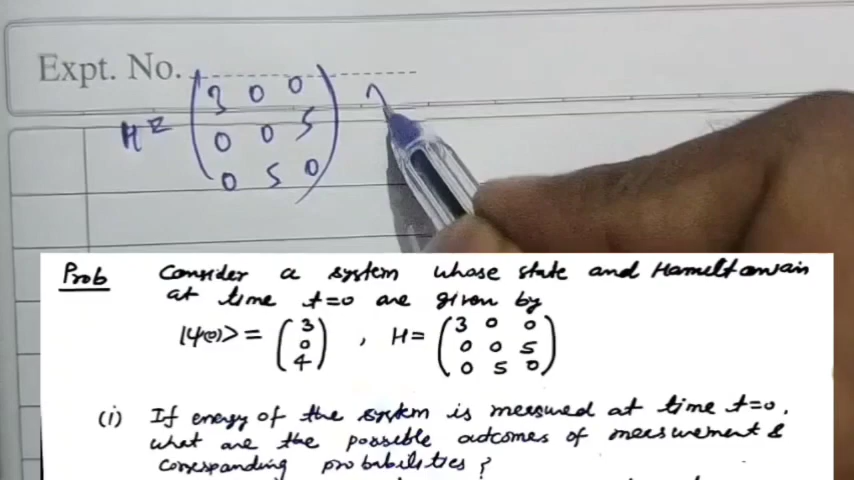 Expt. No.
H = (3 0 0
0 0 5
0 5 0)
Prob Consider a system whose state and Hamiltonian
at time t=0 are given by
|ψ(0)> = (3 0 4), H = (3 0 0
0 0 5
0 5 0)
(i) If energy of the system is measured at time t=0,
what are the possible outcomes of measurement &
corresponding probabilities?